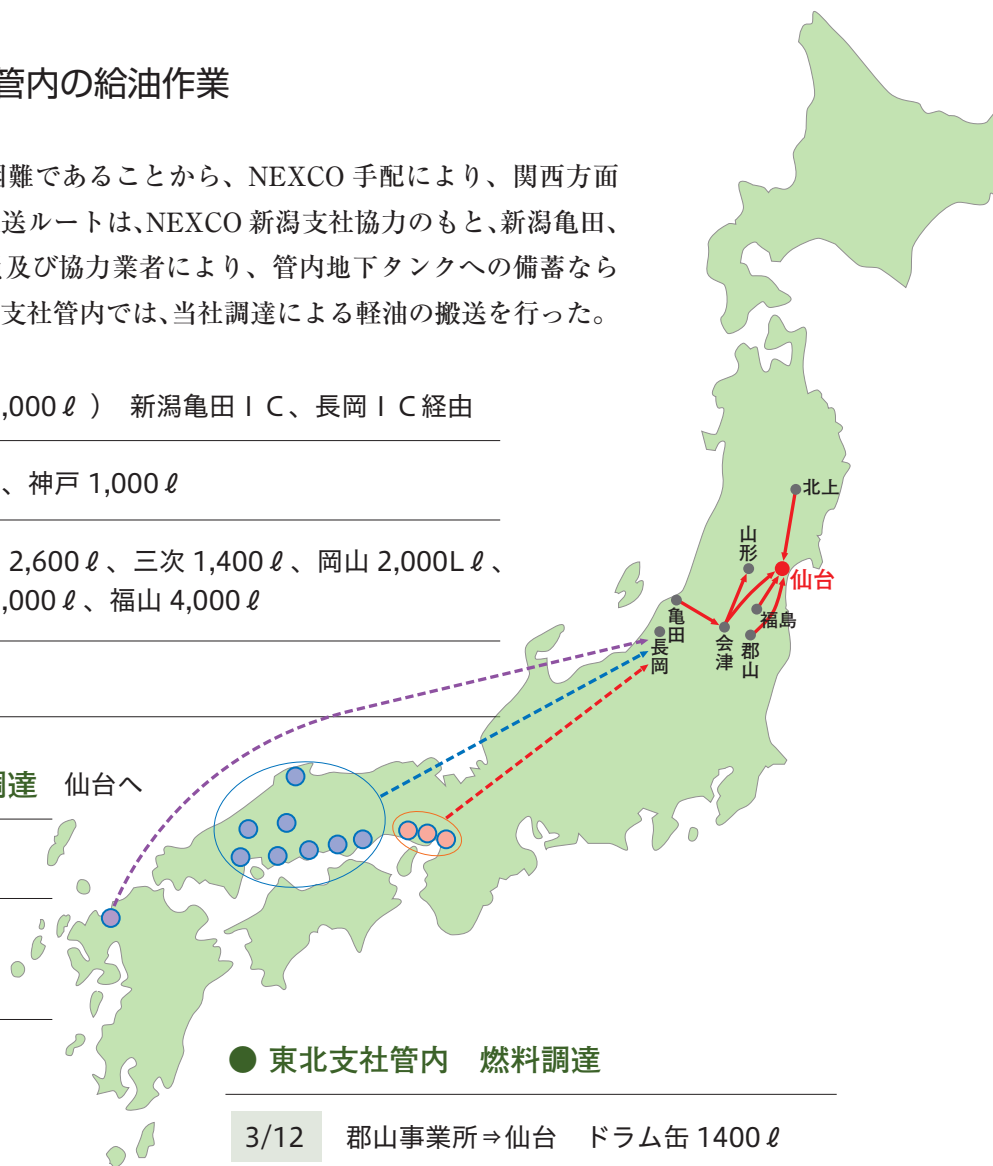 管内の給油作業
困難であることから、NEXCO 手配により、関西方面
送ルートは、NEXCO 新潟支社協力のもと、新潟亀田、
及び協力業者により、管内地下タンクへの備蓄なら
支社管内では、当社調達による軽油の搬送を行った。
,000ℓ ） 新潟亀田ＩＣ、長岡ＩＣ経由
、神戸 1,000ℓ
2,600ℓ、三次 1,400ℓ、岡山 2,000Lℓ、
,000ℓ、福山 4,000ℓ
調達 仙台へ
北上
山形
仙台
亀田
長岡
会津
福島
郡山
● 東北支社管内 燃料調達
3/12 郡山事業所⇒仙台 ドラム缶 1400ℓ